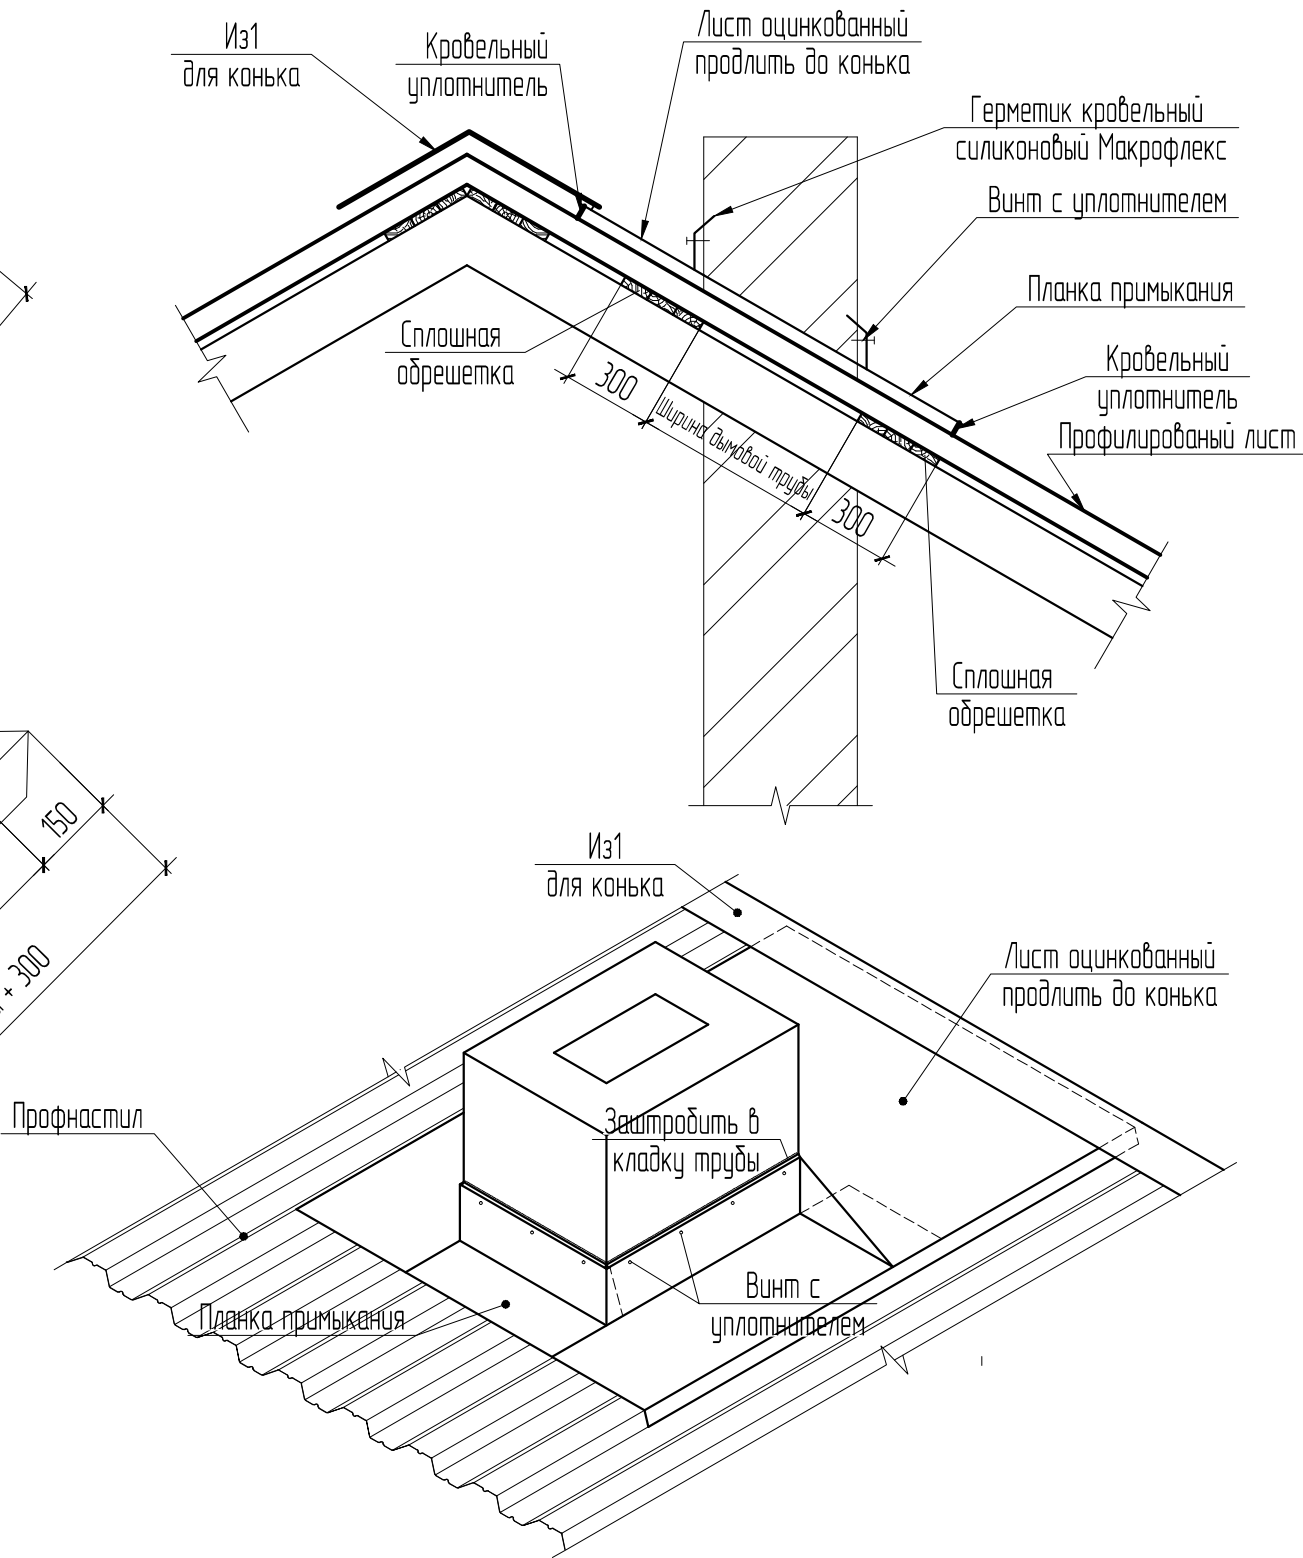 Из1
для конька
Кровельный
уплотнитель
Лист оцинкованный
продлить до конька
Герметик кровельный
силиконовый Макрофлекс
Винт с уплотнителем
Планка примыкания
Кровельный
уплотнитель
Профилированый лист
Сплошная
обрешетка
300
Ширина дымовой трубы
300
Сплошная
обрешетка
150
+ 300
Из1
для конька
Лист оцинкованный
продлить до конька
Профнастил
Заштробить в
кладку трубы
Планка примыкания
Винт с
уплотнителем